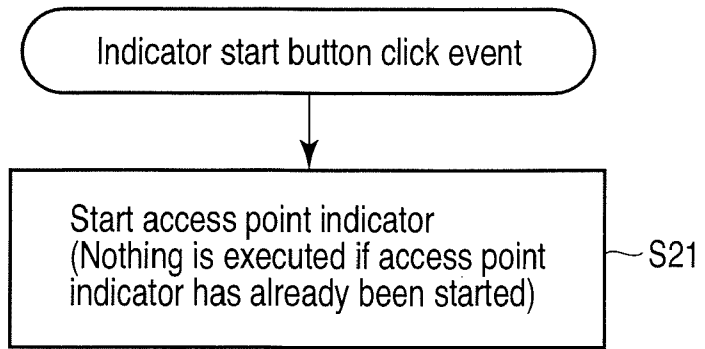 Indicator start button click event
Start access point indicator
(Nothing is executed if access point
indicator has already been started)
S21